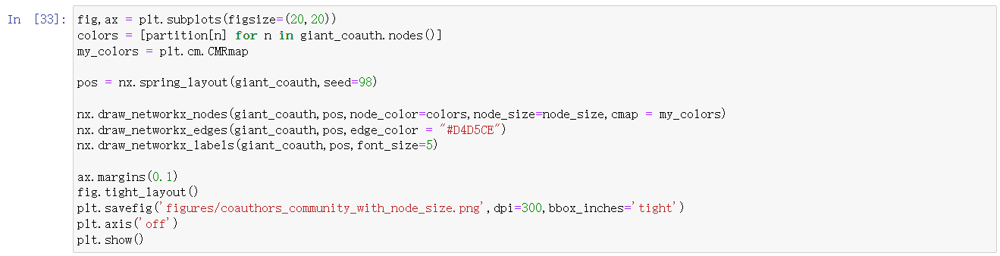 In [33]: fig,ax = plt.subplots(figsize=(20,20))
colors = [partition[n] for n in giant_coauth.nodes()]
my_colors = plt.cm.CMRmap
pos = nx.spring_layout(giant_coauth,seed=98)
nx.draw_networkx_nodes(giant_coauth,pos,node_color=colors,node_size=node_size,cmap = my_colors)
nx.draw_networkx_edges(giant_coauth,pos,edge_color = "#D4D5CE")
nx.draw_networkx_labels(giant_coauth,pos,font_size=5)
ax.margins(0.1)
fig.tight_layout()
plt.savefig('figures/coauthors_community_with_node_size.png',dpi=300,bbox_inches='tight')
plt.axis('off')
plt.show()